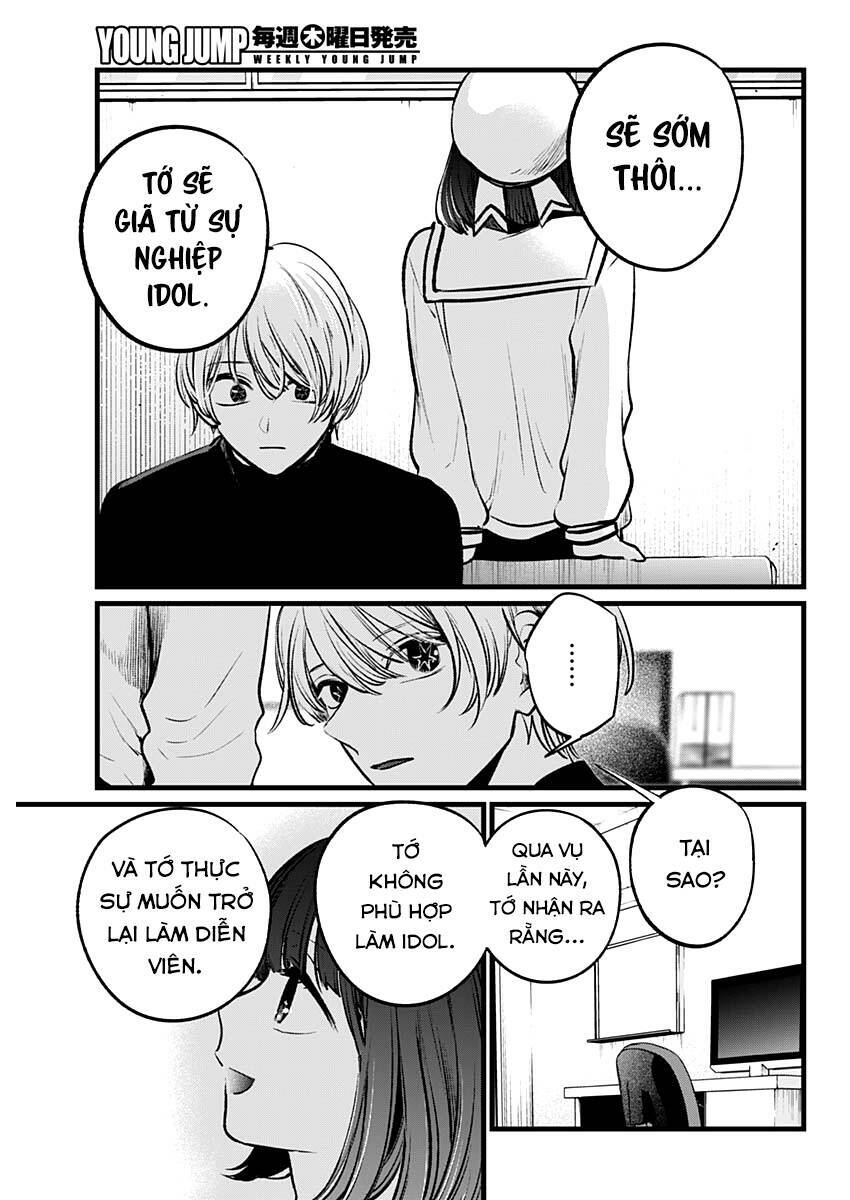 YOUNG JUMP 毎週木曜日発売
WEEKLY YOUNG JUMP
SẼ SỚM
THÔI...
TỚ SẼ
GIÃ TỪ SỰ
NGHIỆP
IDOL.
......
TẠI
SAO?
QUA VỤ
LẦN NÀY,
TỚ NHẬN RA
RẰNG...
TỚ
KHÔNG
PHÙ HỢP
LÀM IDOL.
VÀ TỚ THỰC
SỰ MUỐN TRỞ
LẠI LÀM DIỄN
VIÊN.